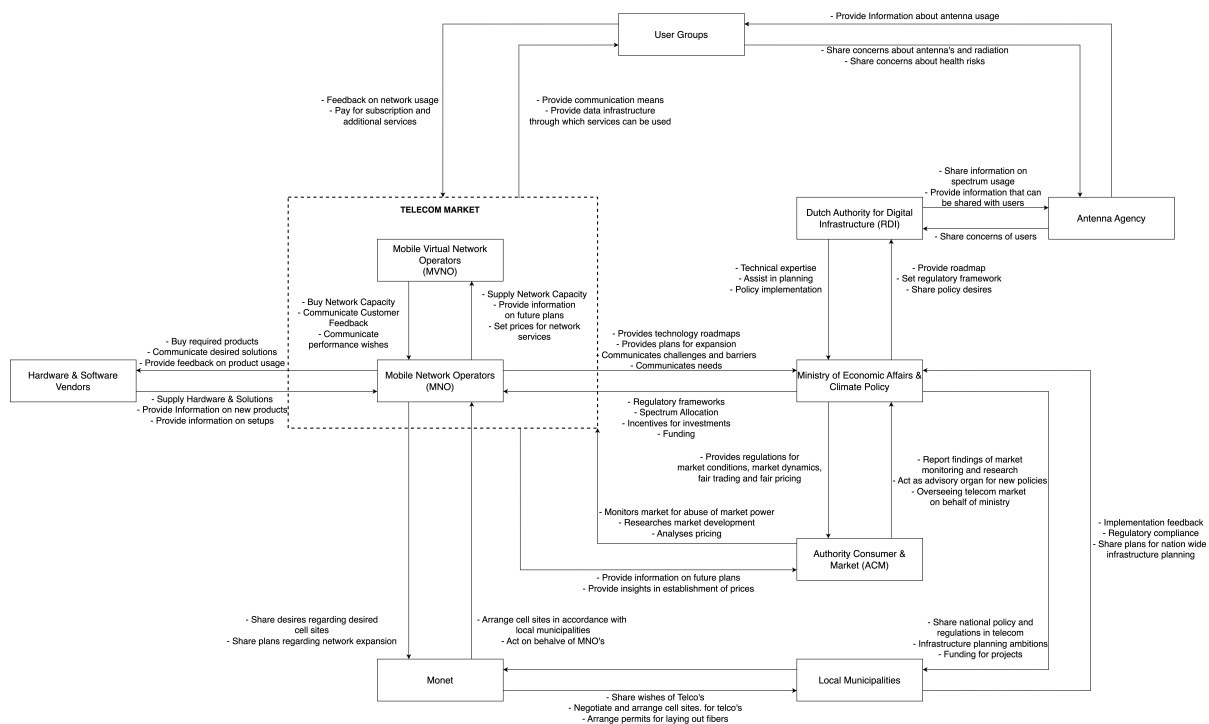 - Provide Information about antenna usage
User Groups
- Share concerns about antenna's and radiation
- Share concerns about health risks
- Feedback on network usage
- Pay for subscription and
additional services
- Provide communication means
- Provide data infrastructure
through which services can be used
- Share information on
spectrum usage
- Provide information that can
be shared with users
TELECOM MARKET
Dutch Authority for Digital
Infrastructure (RDI)
Antenna Agency
- Share concerns of users
Mobile Virtual Network
Operators
(MVNO)
- Technical expertise
- Assist in planning
- Policy implementation
- Provide roadmap
- Set regulatory framework
- Share policy desires
- Buy Network Capacity
- Communicate Customer
Feedback
- Communicate
performance wishes
- Supply Network Capacity
- Provide information
on future plans
- Set prices for network
services
- Buy required products
- Communicate desired solutions
- Provide feedback on product usage
- Provides technology roadmaps
- Provides plans for expansion
Communicates challenges and barriers
- Communicates needs
Hardware & Software
Vendors
Mobile Network Operators
(MNO)
Ministry of Economic Affairs &
Climate Policy
- Supply Hardware & Solutions
- Provide Information on new products
- Provide information on setups
- Regulatory frameworks
- Spectrum Allocation
- Incentives for investments
- Funding
- Provides regulations for
market conditions, market dynamics,
fair trading and fair pricing
- Report findings of market
monitoring and research
- Act as advisory organ for new policies
- Overseeing telecom market
on behalf of ministry
- Monitors market for abuse of market power
- Researches market development
- Analyses pricing
- Implementation feedback
- Regulatory compliance
- Share plans for nation wide
infrastructure planning
Authority Consumer &
Market (ACM)
- Provide information on future plans
- Provide insights in establishment of prices
- Share desires regarding desired
cell sites
- Share plans regarding network expansion
- Arrange cell sites in accordance with
local municipalities
- Act on behaive of MNO's
- Share national policy and
regulations in telecom
- Infrastructure planning ambitions
- Funding for projects
Monet
Local Municipalities
- Share wishes of Telco's
- Negotiate and arrange cell sites. for telco's
- Arrange permits for laying out fibers